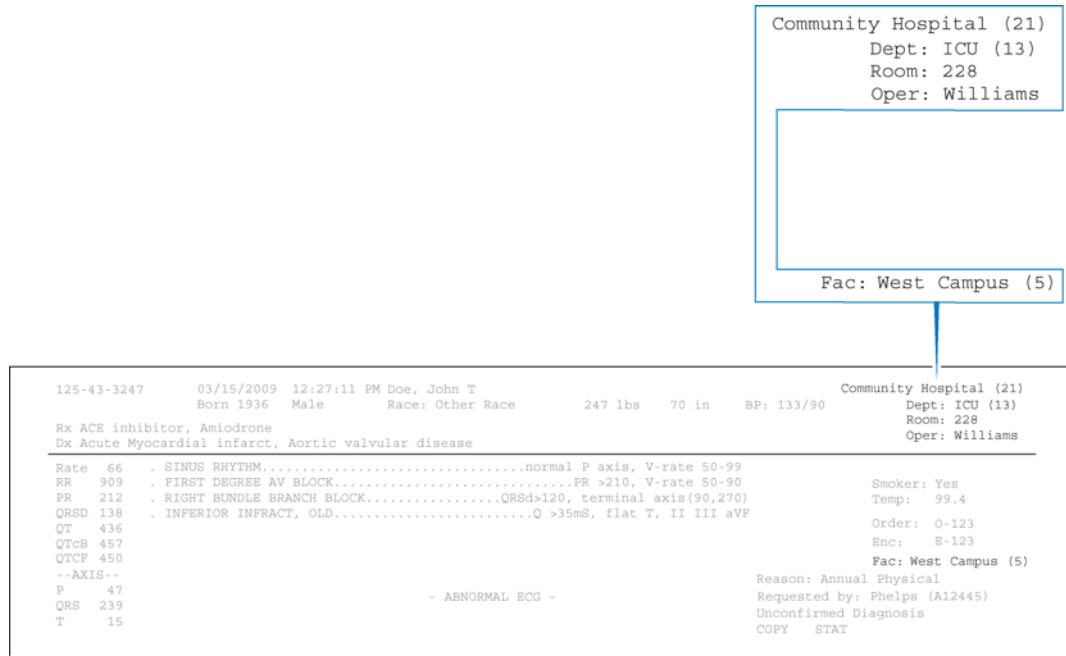 Community Hospital (21)
Dept: ICU (13)
Room: 228
Oper: Williams
Fac: West Campus (5)
125-43-3247 03/15/2009 12:27:11 PM Doe, John T Community Hospital (21)
Born 1936 Male Race: Other Race 247 lbs 70 in BP: 133/90 Dept: ICU (13)
Room: 228
Rx ACE inhibitor, Amiodrone
Oper: Williams
Dx Acute Myocardial infarct, Aortic valvular disease
Rate 66 . SINUS RHYTHM................................normal P axis, V-rate 50-99
RR 909 . FIRST DEGREE AV BLOCK.............................PR >210, V-rate 50-90
Smoker: Yes
PR 212 . RIGHT BUNDLE BRANCH BLOCK................QRSd>120, terminal axis(90,270)
Temp: 99.4
QRSD 138 . INFERIOR INFRACT, OLD........................Q >35mS, flat T, II III aVF
QT 436 Order: O-123
QTcB 457 Enc: E-123
QTCF 450 Fac: West Campus (5)
--AXIS-- Reason: Annual Physical
P 47 - ABNORMAL ECG - Requested by: Phelps (A12445)
QRS 239 Unconfirmed Diagnosis
T 15 COPY STAT